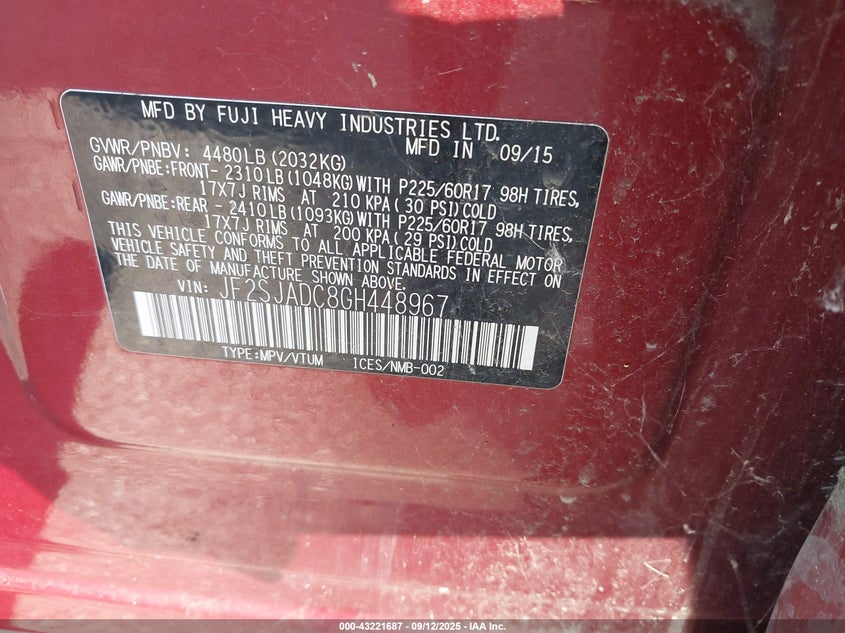 MFD BY FUJI HEAVY INDUSTRIES LTD.
MFD IN 09/15
GVWR/PNBV: 4480LB(2032KG)
GAWR/PNBE:FRONT- 2310LB(1048KG)WITH P225/60R17 98H TIRES,
17X7J RIMS AT 210 KPA( 30 PSI)COLD
GAWR/PNBE:REAR - 2410LB(1093KG)WITH P225/60R17 98H TIRES,
17X7J RIMS AT 200 KPA( 29 PSI)COLD
THIS VEHICLE CONFORMS TO ALL APPLICABLE FEDERAL MOTOR
VEHICLE SAFETY AND THEFT PREVENTION STANDARDS IN EFFECT ON
THE DATE OF MANUFACTURE SHOWN ABOVE.
VIN: JF2SJADC8GH448967
TYPE:MPV/VTUM ICES/NMB-002
000-43221687 - 09/12/2025 - IAA Inc.